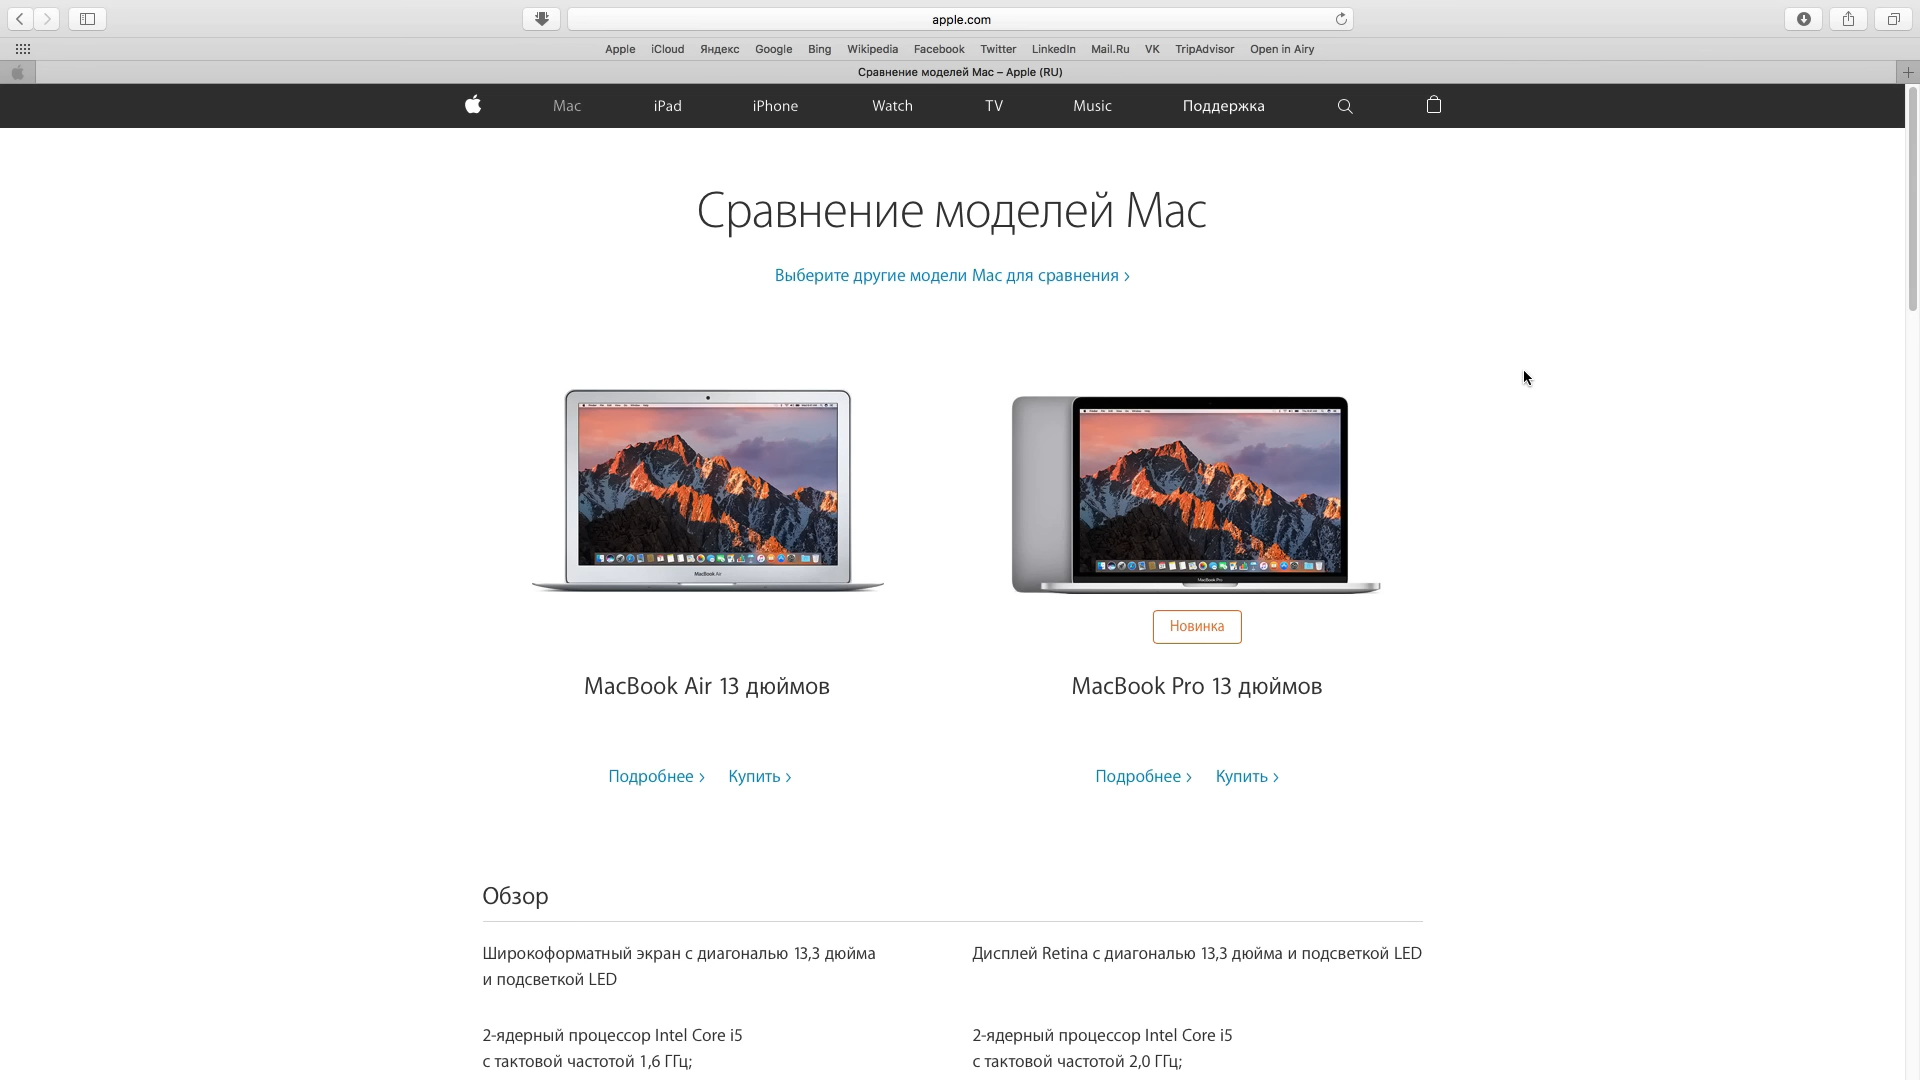 apple.com
Apple iCloud Яндекс Google Bing Wikipedia Facebook Twitter LinkedIn Mail.Ru VK TripAdvisor Open in Airy
Сравнение моделей Mac – Apple (RU)
Mac iPad iPhone Watch TV Music Поддержка
Сравнение моделей Mac
Выберите другие модели Mac для сравнения >
MacBook Air
MacBook Pro
Новинка
MacBook Air 13 дюймов
MacBook Pro 13 дюймов
Подробнее > Купить >
Подробнее > Купить >
Обзор
Широкоформатный экран с диагональю 13,3 дюйма
и подсветкой LED
Дисплей Retina с диагональю 13,3 дюйма и подсветкой LED
2-ядерный процессор Intel Core i5
с тактовой частотой 1,6 ГГц;
2-ядерный процессор Intel Core i5
с тактовой частотой 2,0 ГГц;